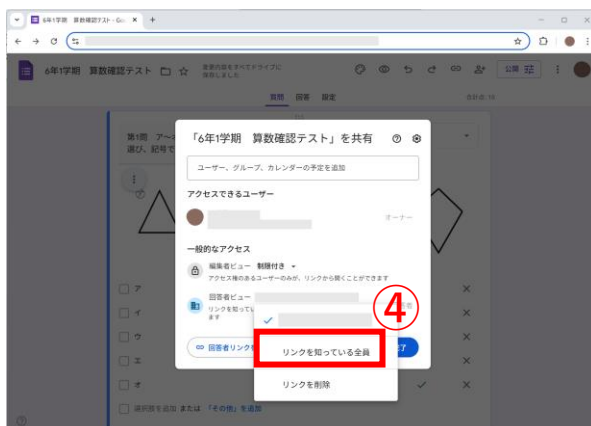 6年1学期 算数確認テスト - Go
6年1学期 算数確認テスト
変更内容をすべてドライブに
保存しました
公開
質問 回答 設定
合計点: 10
第1問 ア～
選び、記号で
「6年1学期 算数確認テスト」を共有
ユーザー、グループ、カレンダーの予定を追加
アクセスできるユーザー
オーナー
一般的なアクセス
編集者ビュー 制限付き
アクセス権のあるユーザーのみが、リンクから開くことができます
回答者ビュー
リンクを知ってい
ます
④
回答者リンク
リンクを知っている全員
完了
リンクを削除
ア
イ
ウ
エ
オ
選択肢を追加 または 「その他」を追加